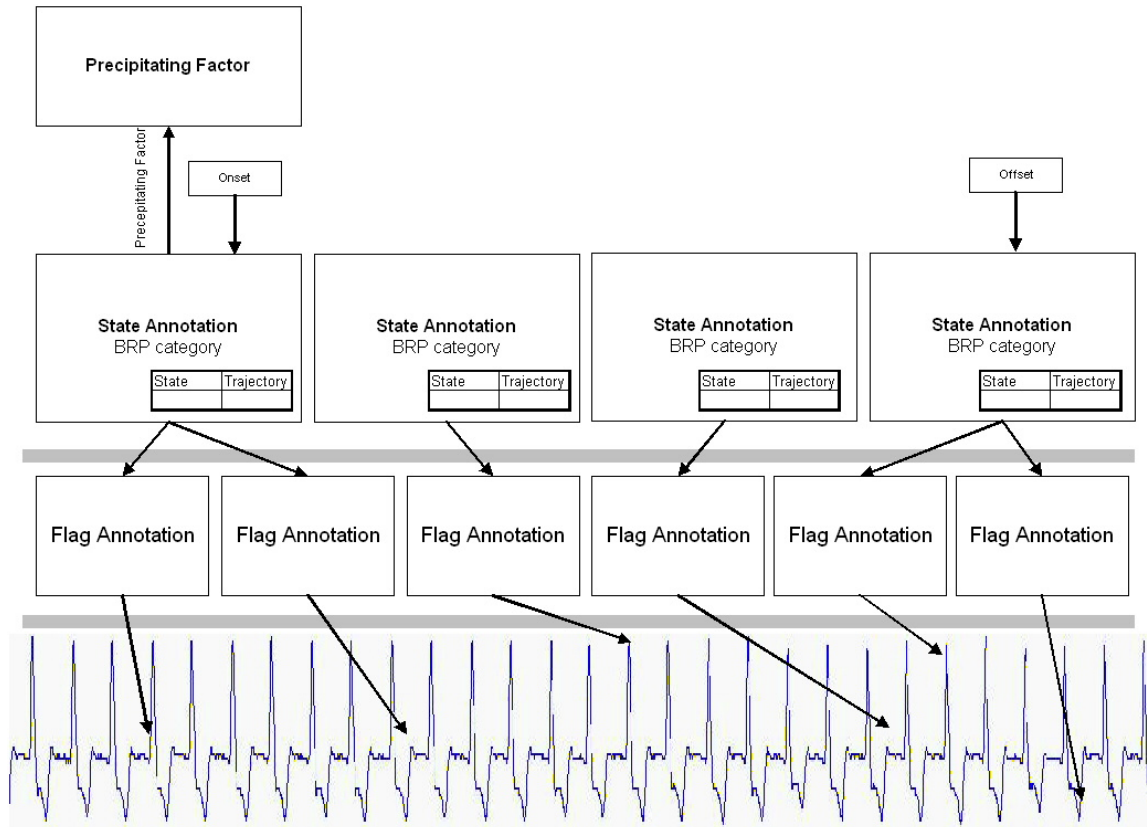 Precipitating Factor
Precepitating Factor
Onset
Offset
State Annotation
BRP category
State Trajectory
State Annotation
BRP category
State Trajectory
State Annotation
BRP category
State Trajectory
State Annotation
BRP category
State Trajectory
Flag Annotation
Flag Annotation
Flag Annotation
Flag Annotation
Flag Annotation
Flag Annotation